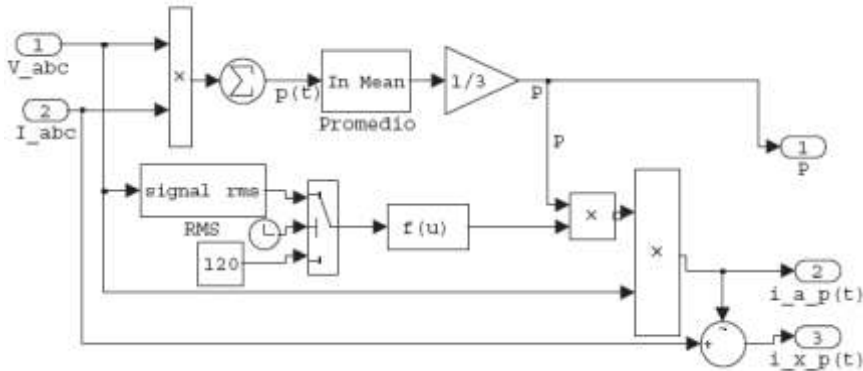 1
V_abc
2
I_abc
×
Σ
p(t)
In Mean
Promedio
1/3
P
P
1
P
signal rms
RMS
120
f(u)
×
×
2
i_a_p(t)
+
-
3
i_x_p(t)